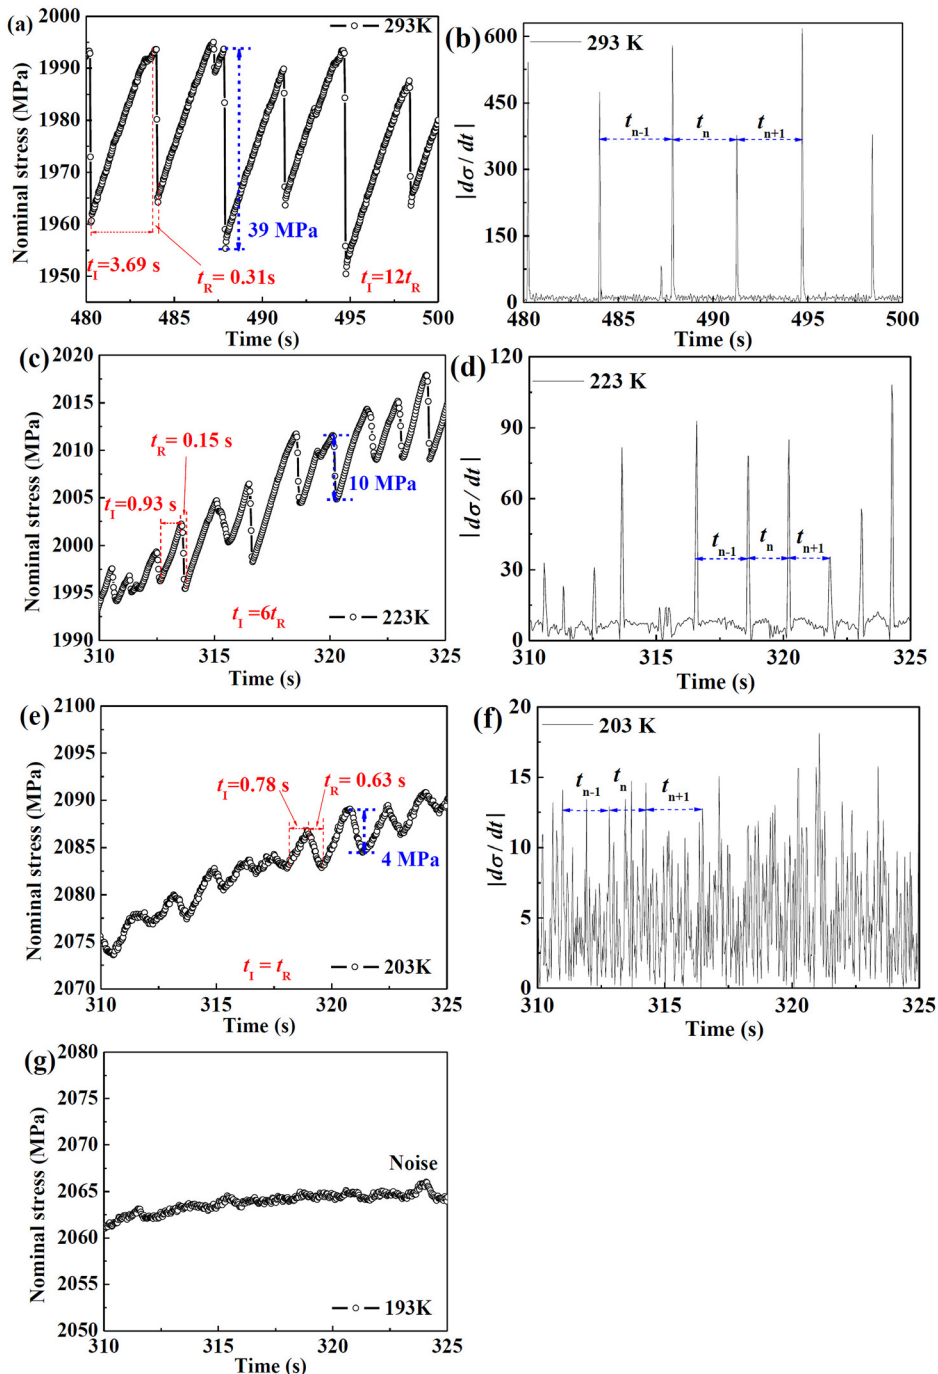 (a)
2000
1990
1980
1970
1960
1950
Nominal stress (MPa)
293K
39 MPa
t_I=3.69s
t_R= 0.31s
t_I=12t_R
480 485 490 495 500
Time (s)
(b)
600
450
300
150
0
|dσ/dt|
293 K
t_n-1 t_n t_n+1
480 485 490 495 500
Time (s)
(c)
2020
2015
2010
2005
2000
1995
1990
Nominal stress (MPa)
t_R= 0.15 s
t_I=0.93 s
10 MPa
t_I=6t_R
223K
310 315 320 325
Time (s)
(d)
120
90
60
30
0
|dσ/dt|
223 K
t_n-1 t_n t_n+1
310 315 320 325
Time (s)
(e)
2100
2095
2090
2085
2080
2075
2070
Nominal stress (MPa)
t_I=0.78 s
t_R= 0.63 s
4 MPa
t_I = t_R
203K
310 315 320 325
Time (s)
(f)
20
15
10
5
0
|dσ/dt|
203 K
t_n-1 t_n t_n+1
310 315 320 325
Time (s)
(g)
2080
2075
2070
2065
2060
2055
2050
Nominal stress (MPa)
Noise
193K
310 315 320 325
Time (s)